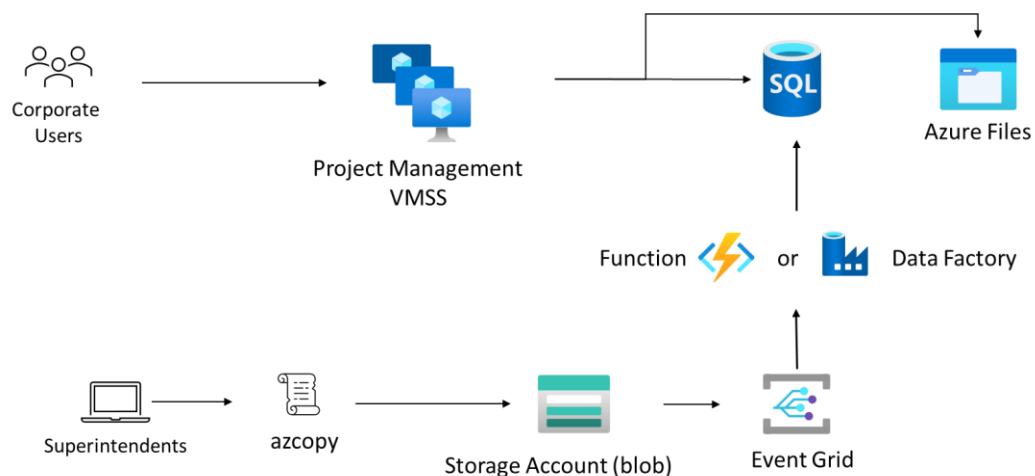 SQL
Corporate
Users
Azure Files
Project Management
VMSS
Function or Data Factory
Superintendents
azcopy
Storage Account (blob)
Event Grid